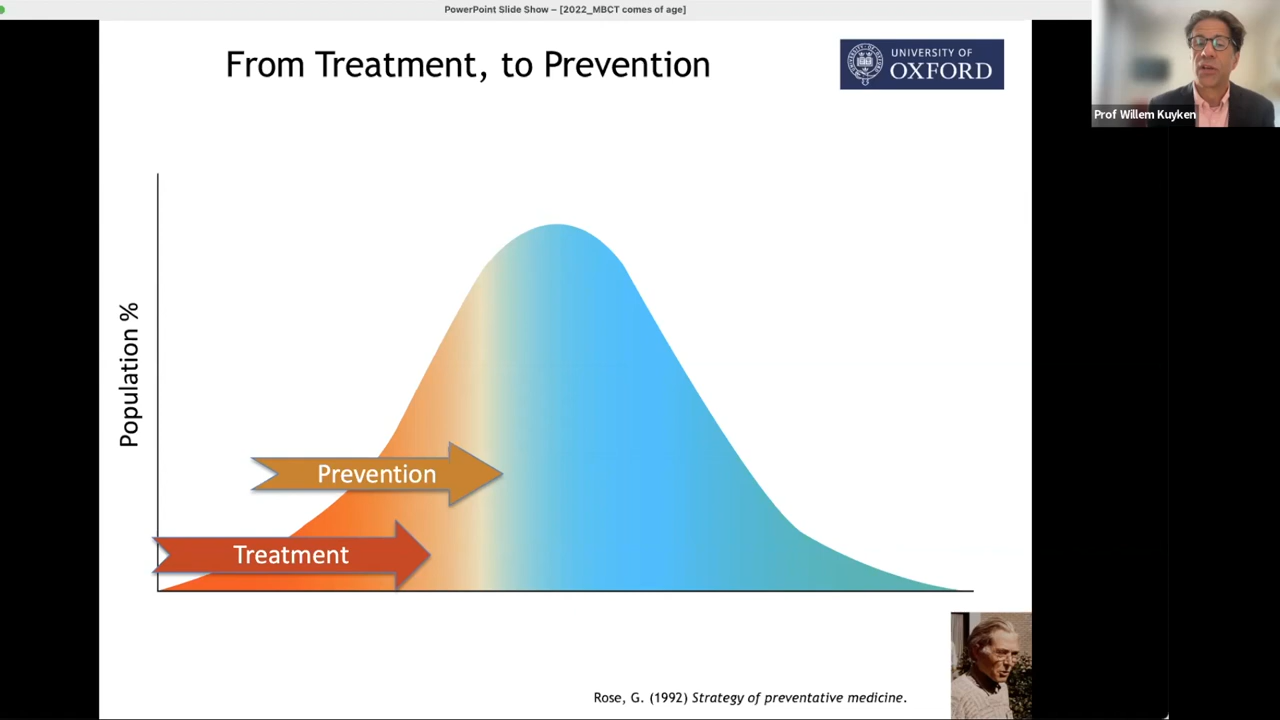 PowerPoint Slide Show – [2022_MBCT comes of age]
From Treatment, to Prevention
UNIVERSITY OF
OXFORD
Prof Willem Kuyken
Population %
Prevention
Treatment
Rose, G. (1992) Strategy of preventative medicine.